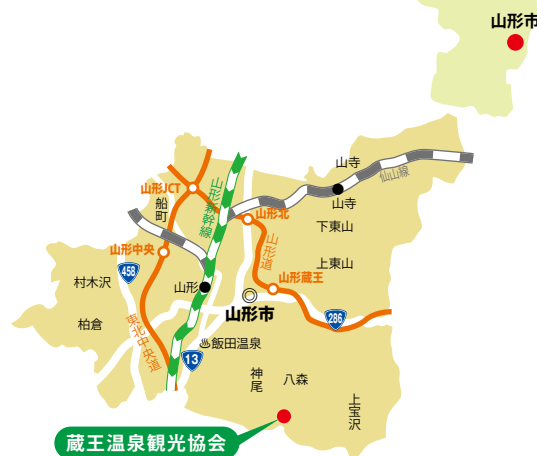 山形市
山寺
仙山線
山形JCT
山形新幹線
船町
山寺
山形北
下東山
山形道
山形中央
上東山
458
山形蔵王
村木沢
山形
山形市
286
柏倉
東北中央道
飯田温泉
13
神尾
八森
上宝沢
蔵王温泉観光協会